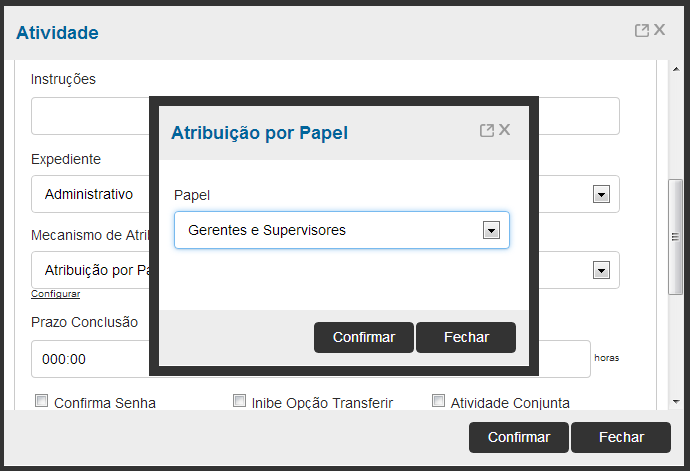 Atividade
Instruções
Expediente
Administrativo
Mecanismo de Atrib
Atribuição por Pa
Configurar
Prazo Conclusão
000:00
horas
Confirma Senha
Inibe Opção Transferir
Atividade Conjunta
Confirmar
Fechar
Atribuição por Papel
Papel
Gerentes e Supervisores
Confirmar
Fechar